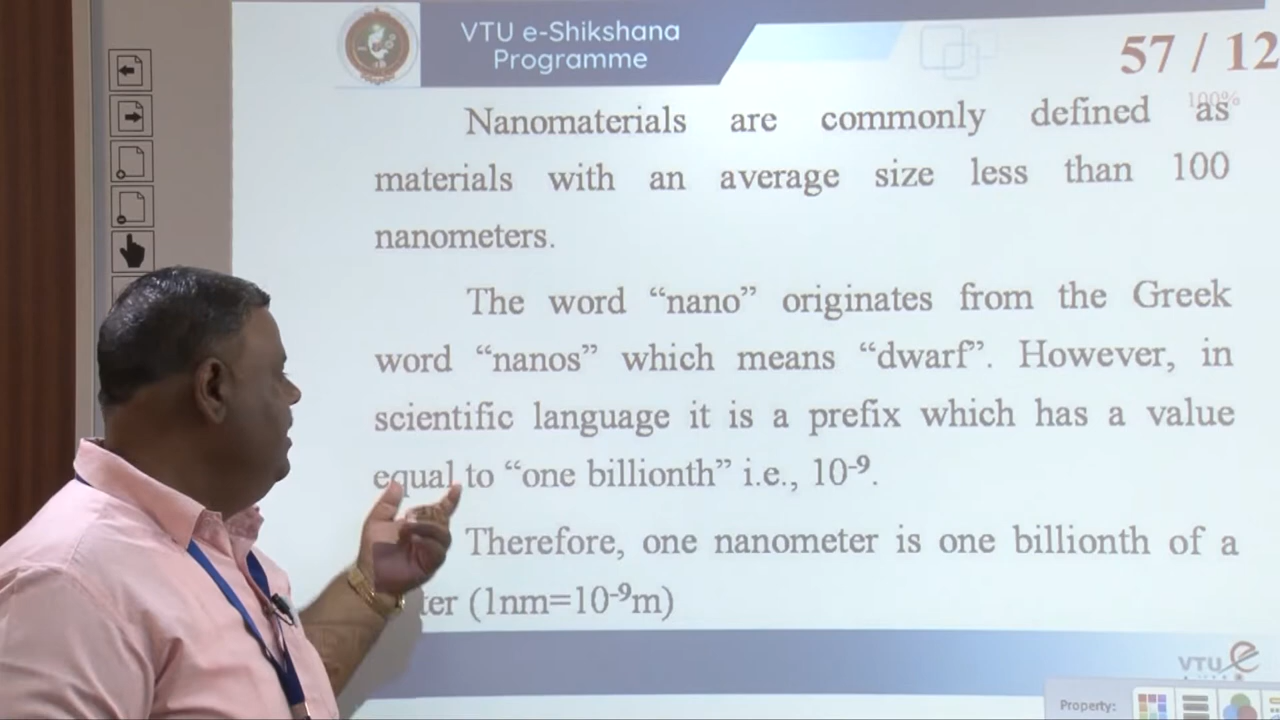 VTU e-Shikshana
Programme
57 / 12
100%
Nanomaterials are commonly defined as
materials with an average size less than 100
nanometers.
The word “nano” originates from the Greek
word “nanos” which means “dwarf”. However, in
scientific language it is a prefix which has a value
equal to “one billionth” i.e., 10⁻⁹.
Therefore, one nanometer is one billionth of a
ter (1nm=10⁻⁹m)
VTU e
Property: